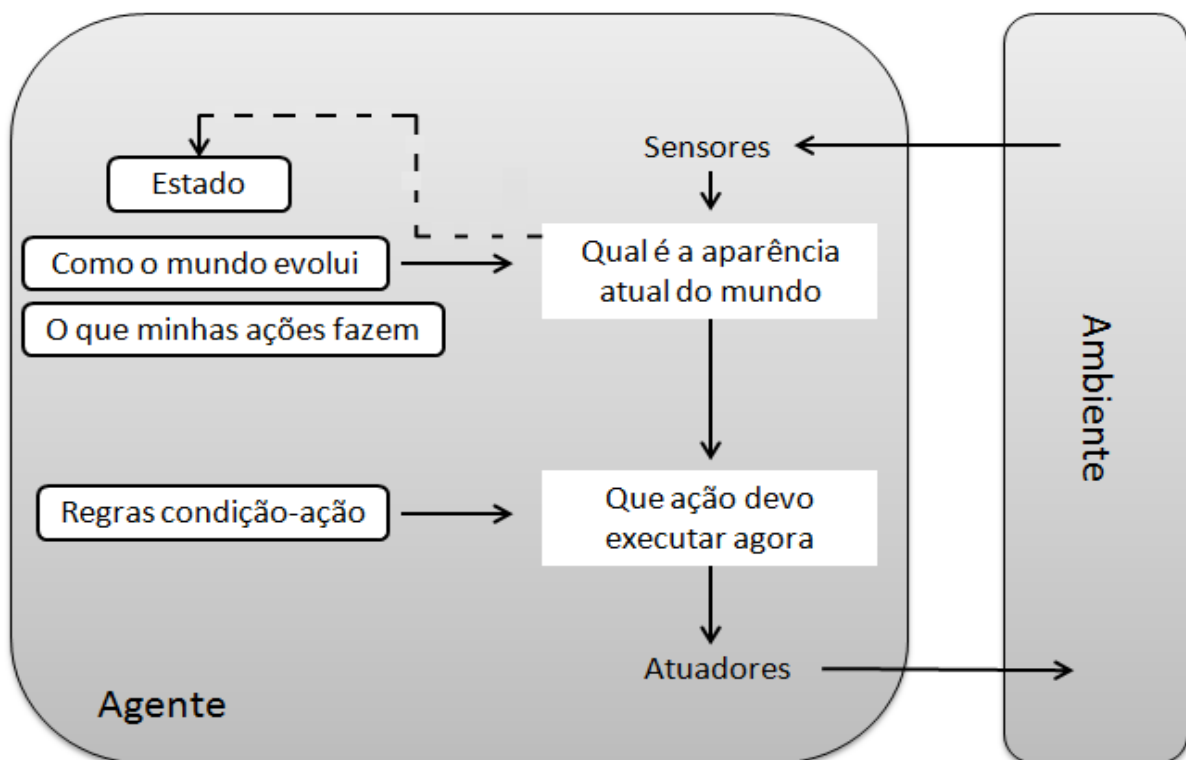 Sensores
Estado
Qual é a aparência
atual do mundo
Como o mundo evolui
O que minhas ações fazem
Ambiente
Regras condição-ação
Que ação devo
executar agora
Atuadores
Agente